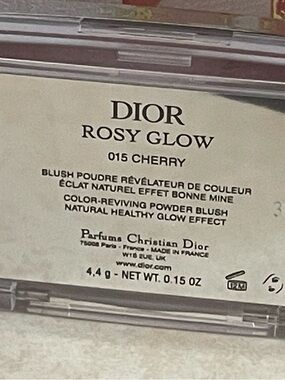 DIOR
ROSY GLOW
015 CHERRY
BLUSH POUDRE RÉVÉLATEUR DE COULEUR
ÉCLAT NATUREL EFFET BONNE MINE
COLOR-REVIVING POWDER BLUSH
NATURAL HEALTHY GLOW EFFECT
Parfums Christian Dior
75008 Paris - France - MADE IN FRANCE
W1S 2UE, UK
www.dior.com
4,4 g - NET WT. 0.15 OZ
12M